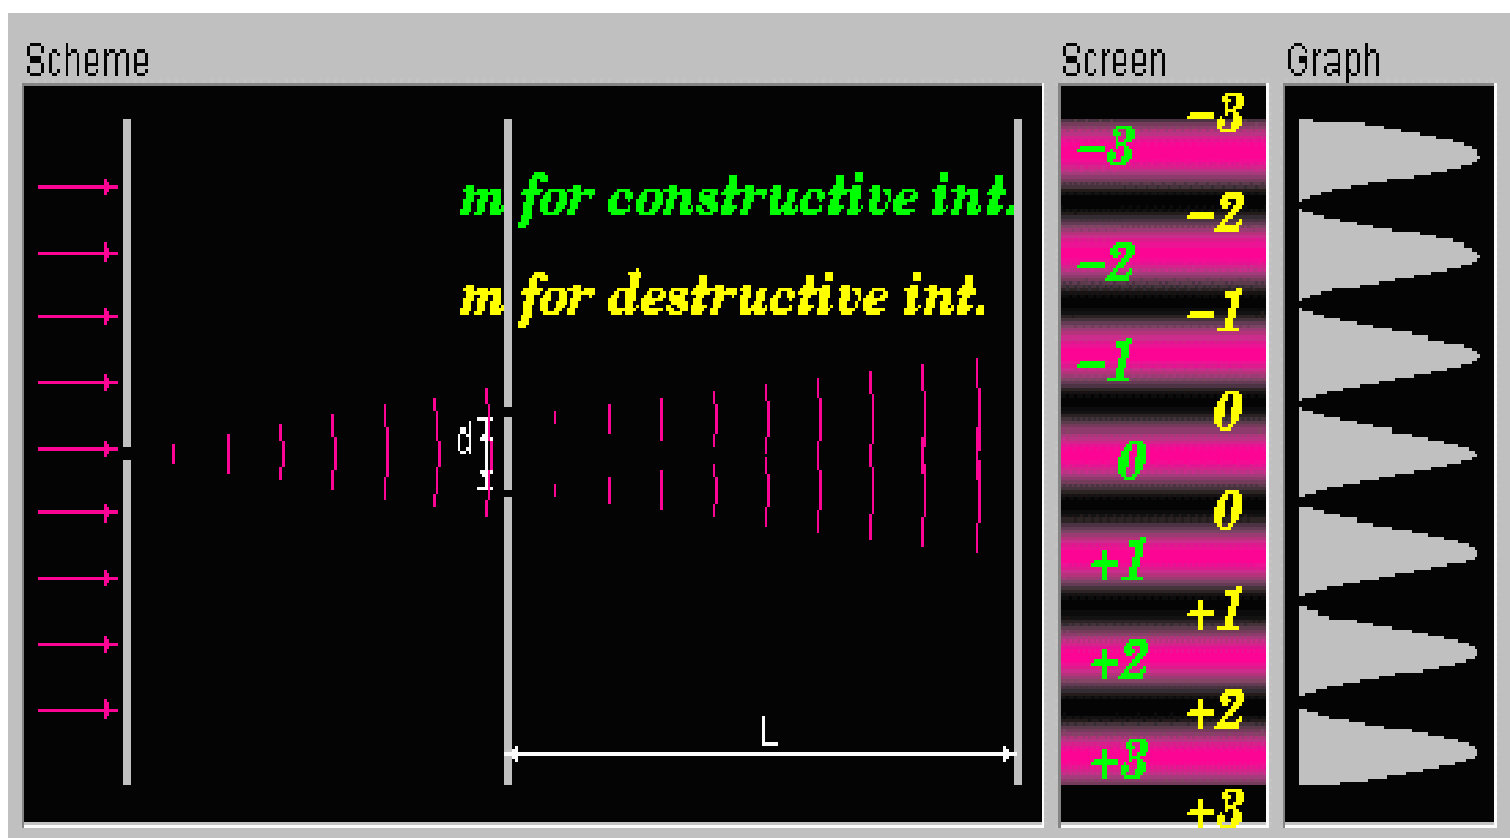 Scheme
m for constructive int.
m for destructive int.
d
L
Screen
-3
-3
-2
-2
-1
-1
0
0
0
+1
+1
+2
+2
+3
+3
Graph